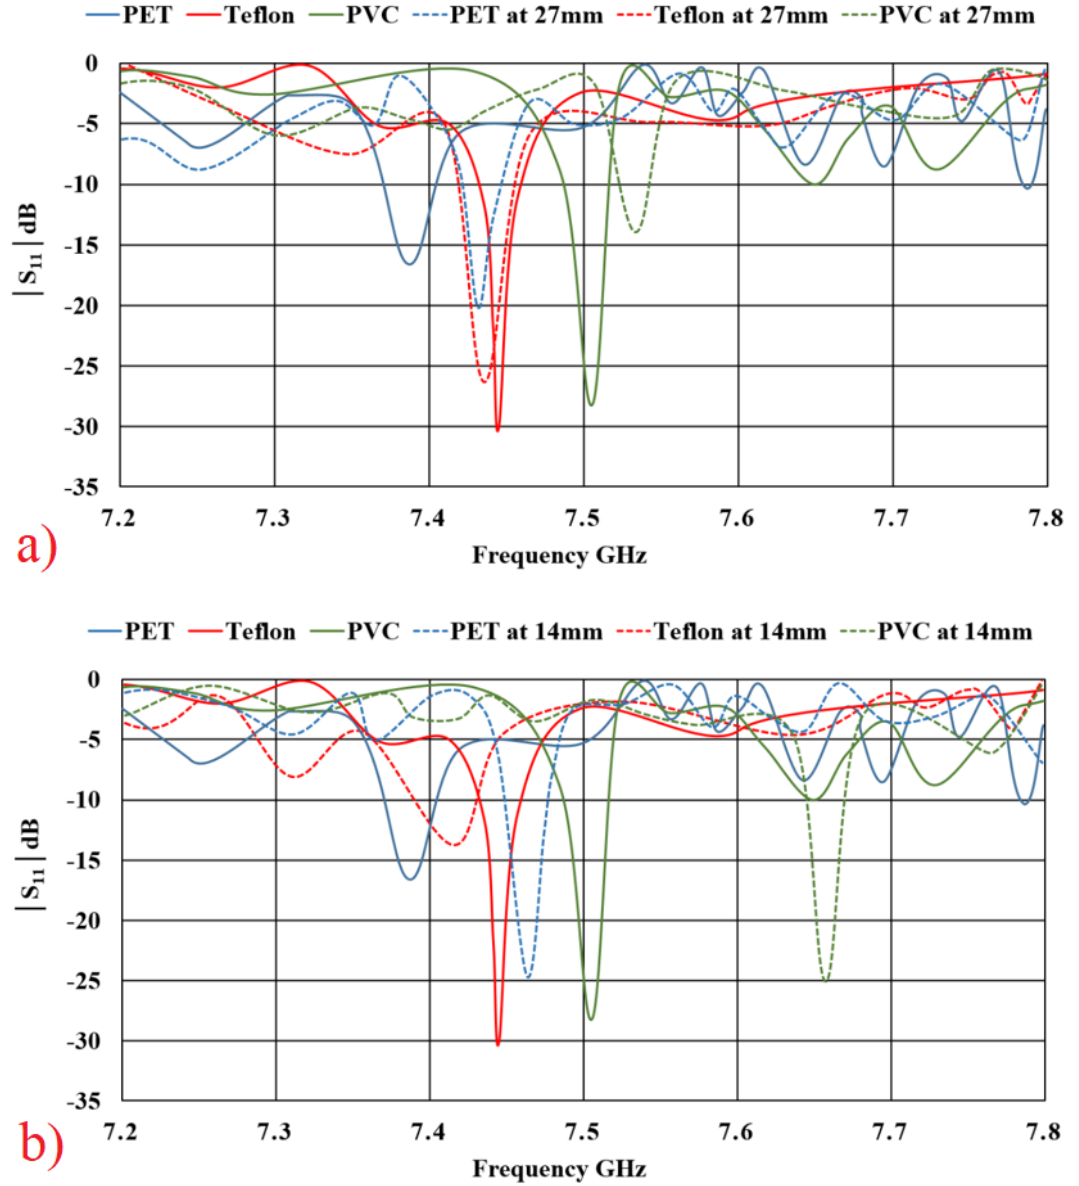 PET Teflon PVC PET at 27mm Teflon at 27mm PVC at 27mm
0
-5
-10
-15
-20
-25
-30
-35
|S11|dB
7.2 7.3 7.4 7.5 7.6 7.7 7.8
a)
Frequency GHz
PET Teflon PVC PET at 14mm Teflon at 14mm PVC at 14mm
0
-5
-10
-15
-20
-25
-30
-35
|S11|dB
7.2 7.3 7.4 7.5 7.6 7.7 7.8
b)
Frequency GHz